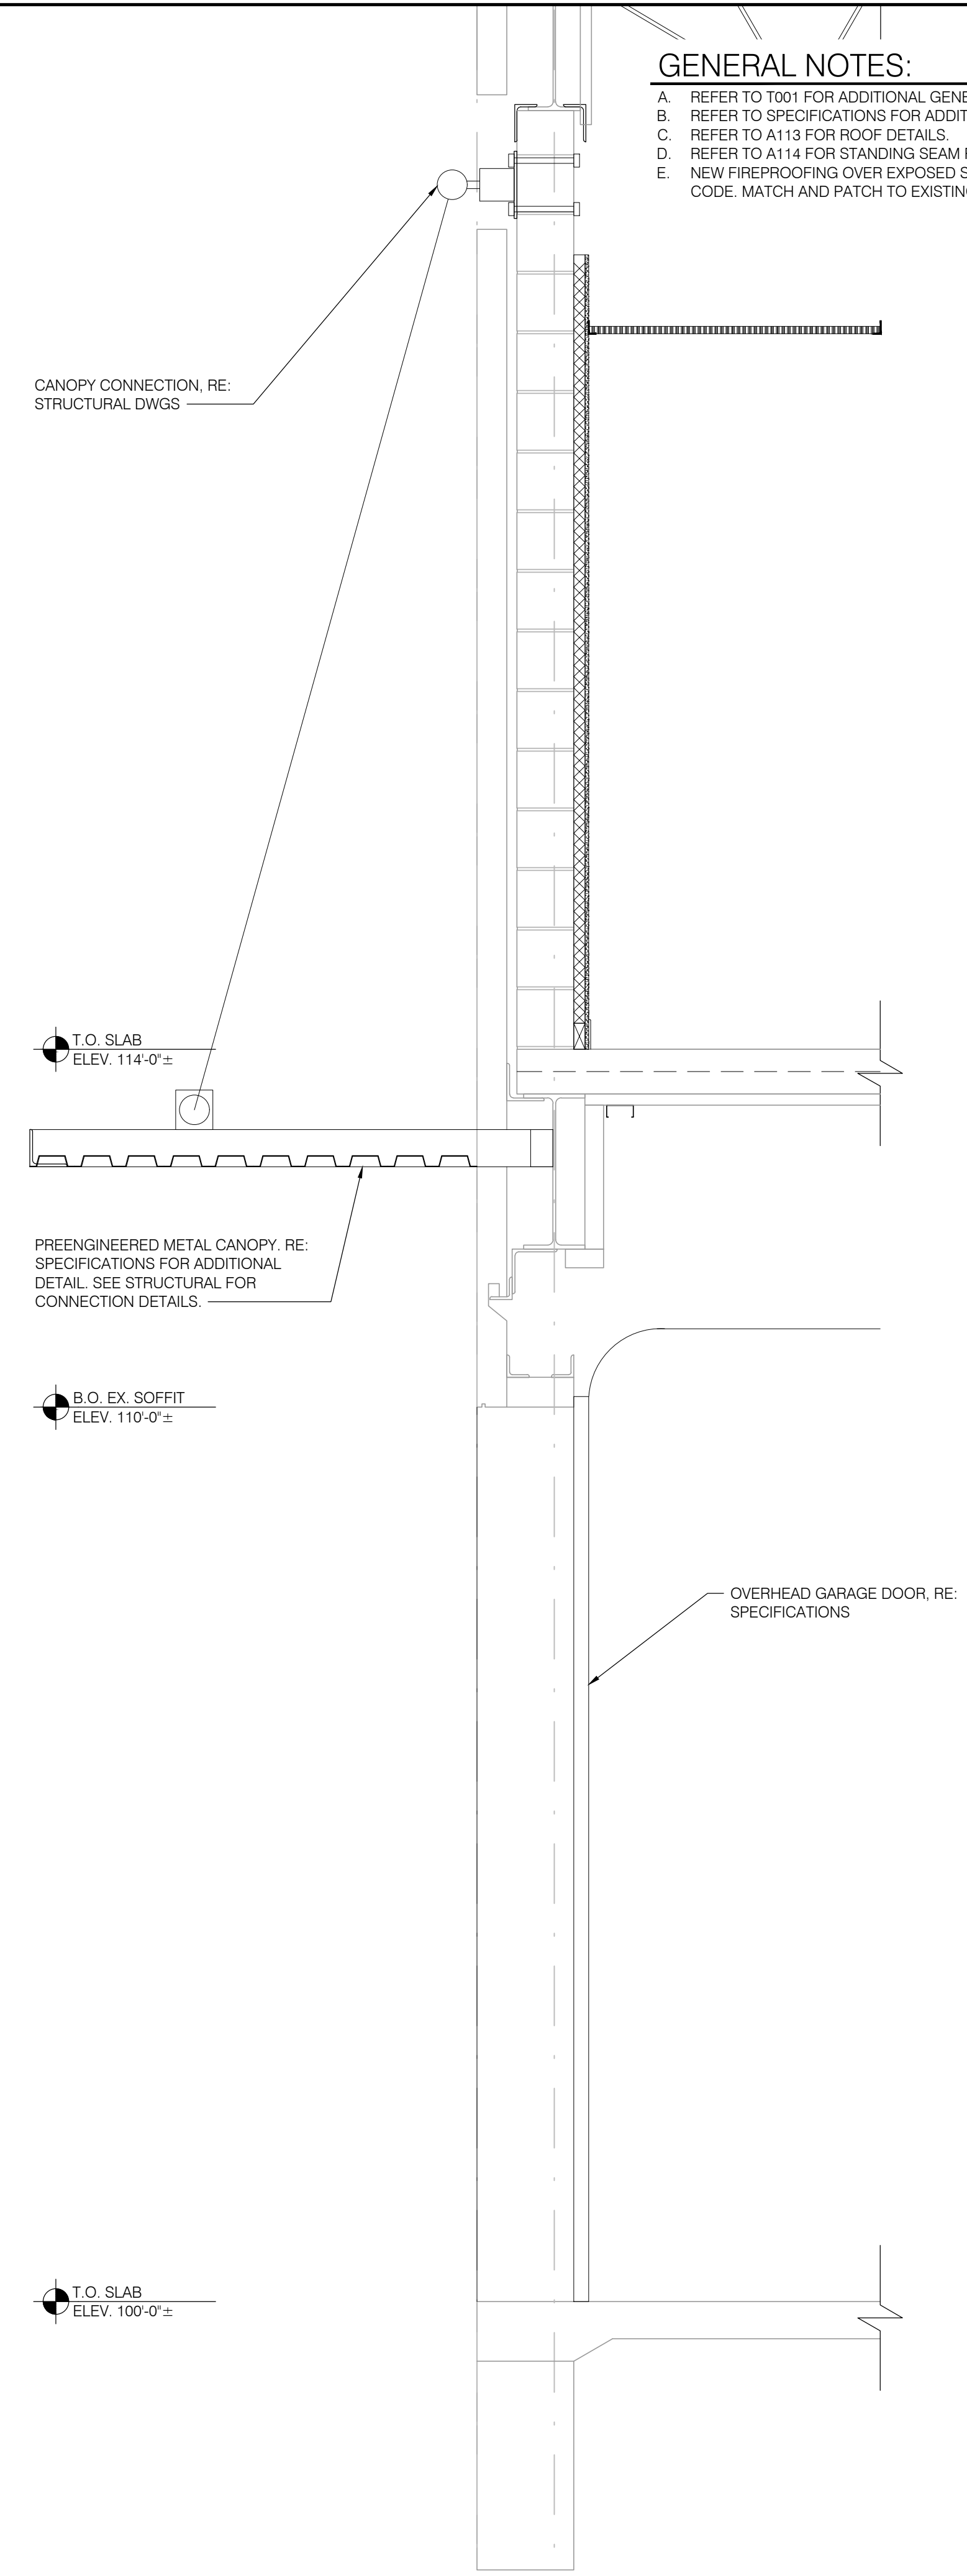 GENERAL NOTES:
A. REFER TO T001 FOR ADDITIONAL
B. REFER TO SPECIFICATIONS FOR
C. REFER TO A113 FOR ROOF DETAILS.
D. REFER TO A114 FOR STANDING SEAM
E. NEW FIREPROOFING OVER EXPOSED
CODE. MATCH AND PATCH TO
CANOPY CONNECTION, RE:
STRUCTURAL DWGS
T.O. SLAB
ELEV. 114'-0"±
PREENGINEERED METAL CANOPY. RE:
SPECIFICATIONS FOR ADDITIONAL
DETAIL. SEE STRUCTURAL FOR
CONNECTION DETAILS.
B.O. EX. SOFFIT
ELEV. 110'-0"±
OVERHEAD GARAGE DOOR, RE:
SPECIFICATIONS
T.O. SLAB
ELEV. 100'-0"±